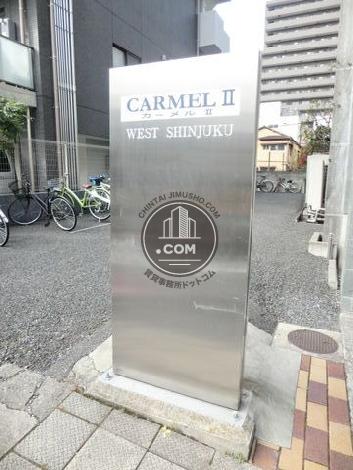 CARMEL II
カーメル II
WEST SHINJUKU
CHINTAI JIMUSHO.COM
.COM
賃貸事務所ドットコム